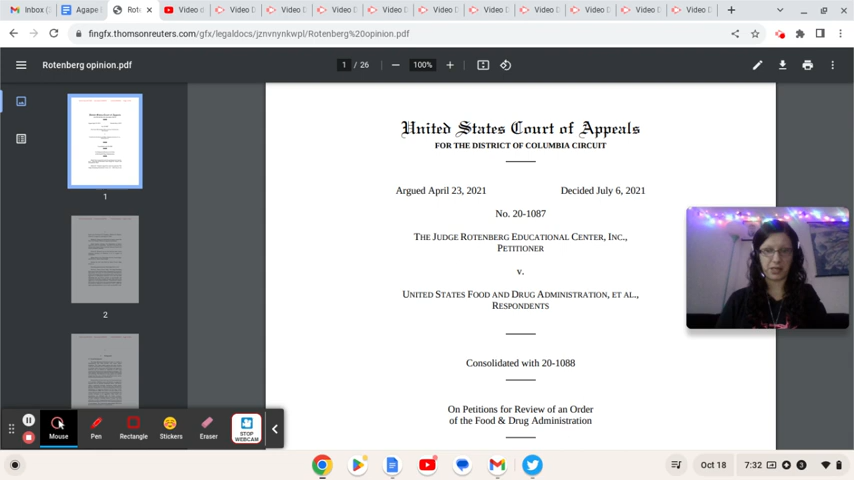 Inbox (
Agape I
Rote
Video d
Video D
Video D
Video D
Video D
Video D
Video D
Video D
Video D
Video D
Video D
fingfx.thomsonreuters.com/gfx/legaldocs/jznvnynkwpl/Rotenberg%20opinion.pdf
Rotenberg opinion.pdf
1 / 26
100%
United States Court of Appeals
FOR THE DISTRICT OF COLUMBIA CIRCUIT
Argued April 23, 2021 Decided July 6, 2021
No. 20-1087
THE JUDGE ROTENBERG EDUCATIONAL CENTER, INC.,
PETITIONER
v.
UNITED STATES FOOD AND DRUG ADMINISTRATION, ET AL.,
RESPONDENTS
Consolidated with 20-1088
On Petitions for Review of an Order
of the Food & Drug Administration
1
2
Mouse
Pen
Rectangle
Stickers
Eraser
STOP
WEBCAM
Oct 18
7:32
3